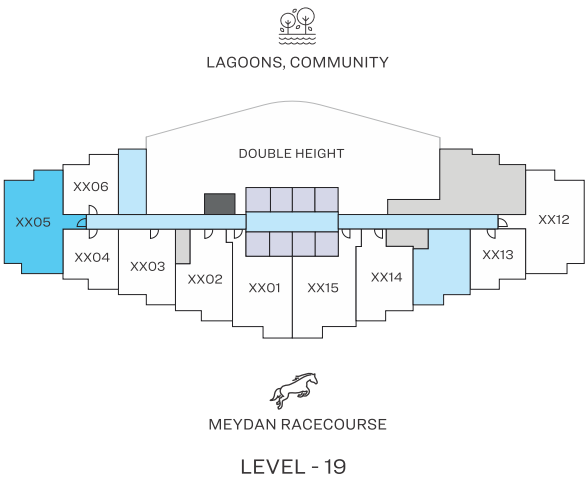 LAGOONS, COMMUNITY
DOUBLE HEIGHT
XX06
XX05
XX12
XX04
XX03
XX02
XX01
XX15
XX14
XX13
MEYDAN RACECOURSE
LEVEL - 19